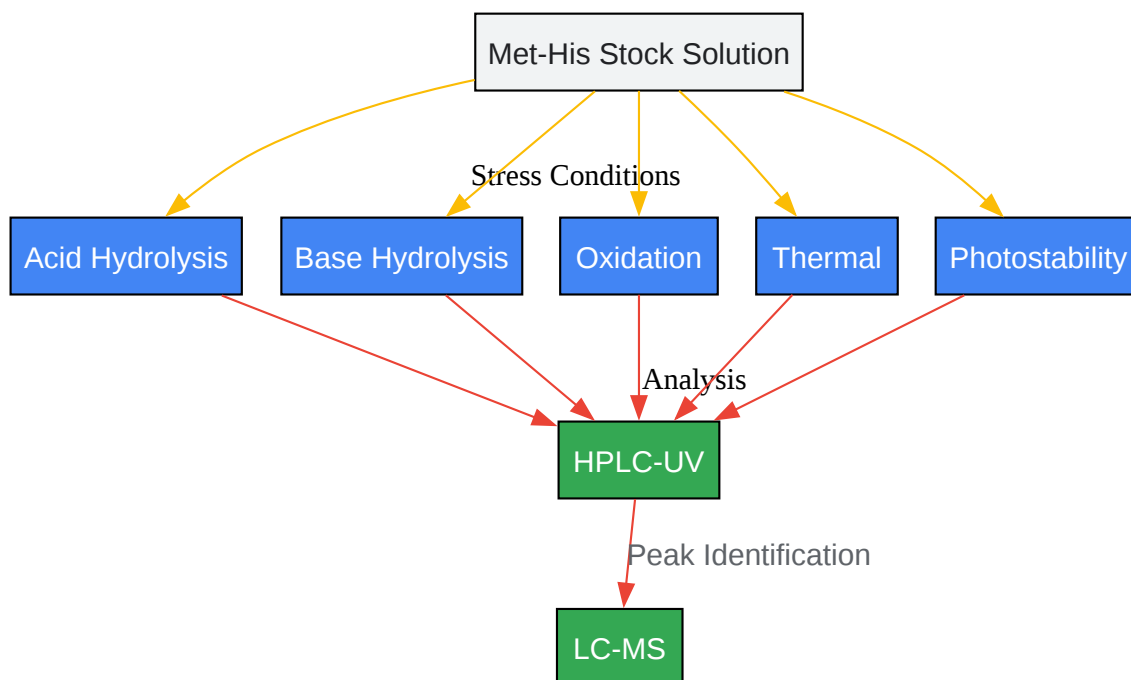 Met-His Stock Solution
Stress Conditions
Acid Hydrolysis
Base Hydrolysis
Oxidation
Thermal
Photostability
Analysis
HPLC-UV
Peak Identification
LC-MS